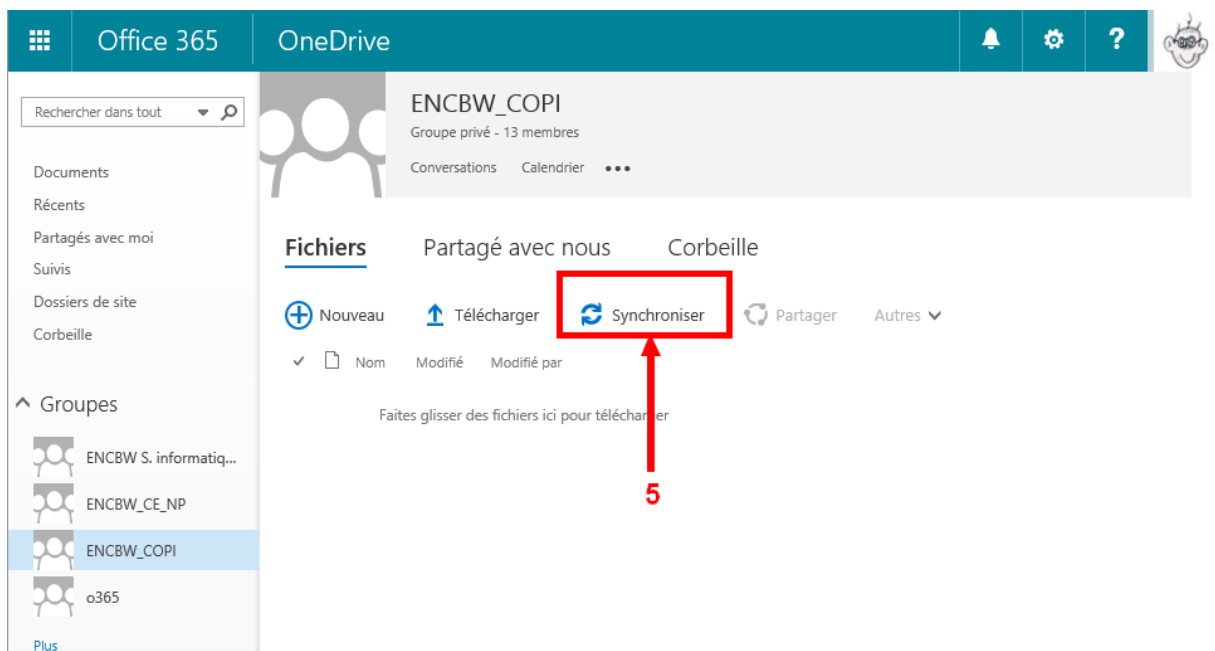 Office 365
OneDrive
?
Rechercher dans tout
Documents
Récents
Partagés avec moi
Suivis
Dossiers de site
Corbeille
Groupes
ENCBW S. informatiq...
ENCBW_CE_NP
ENCBW_COPI
o365
Plus
ENCBW_COPI
Groupe privé - 13 membres
Conversations Calendrier •••
Fichiers Partagé avec nous Corbeille
Nouveau Télécharger Synchroniser Partager Autres
Nom Modifié Modifié par
Faites glisser des fichiers ici pour télécharger
5